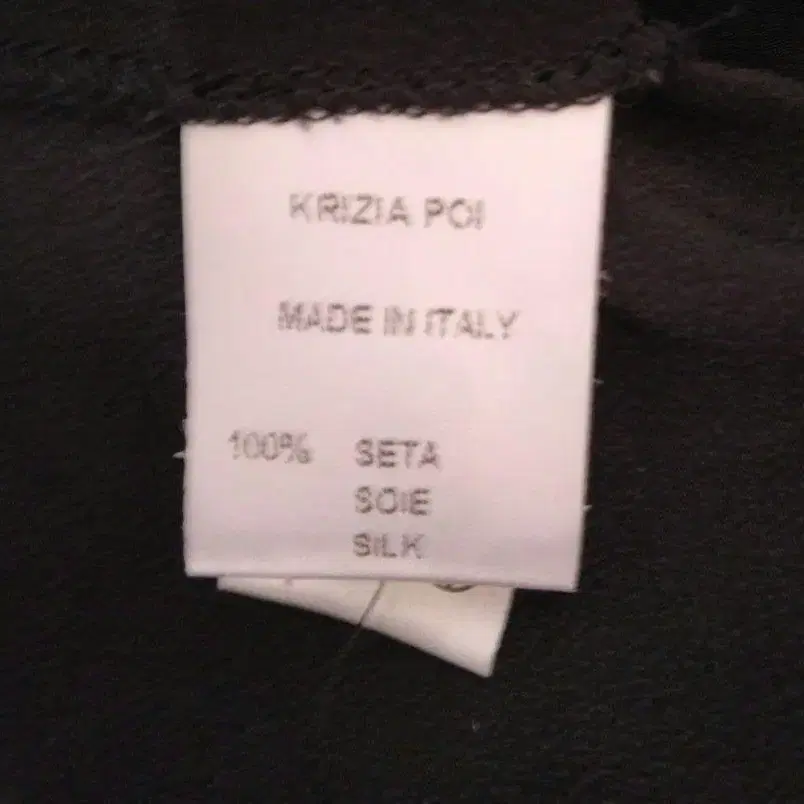 KRIZIA POI
MADE IN ITALY
100% SETA
SOIE
SILK